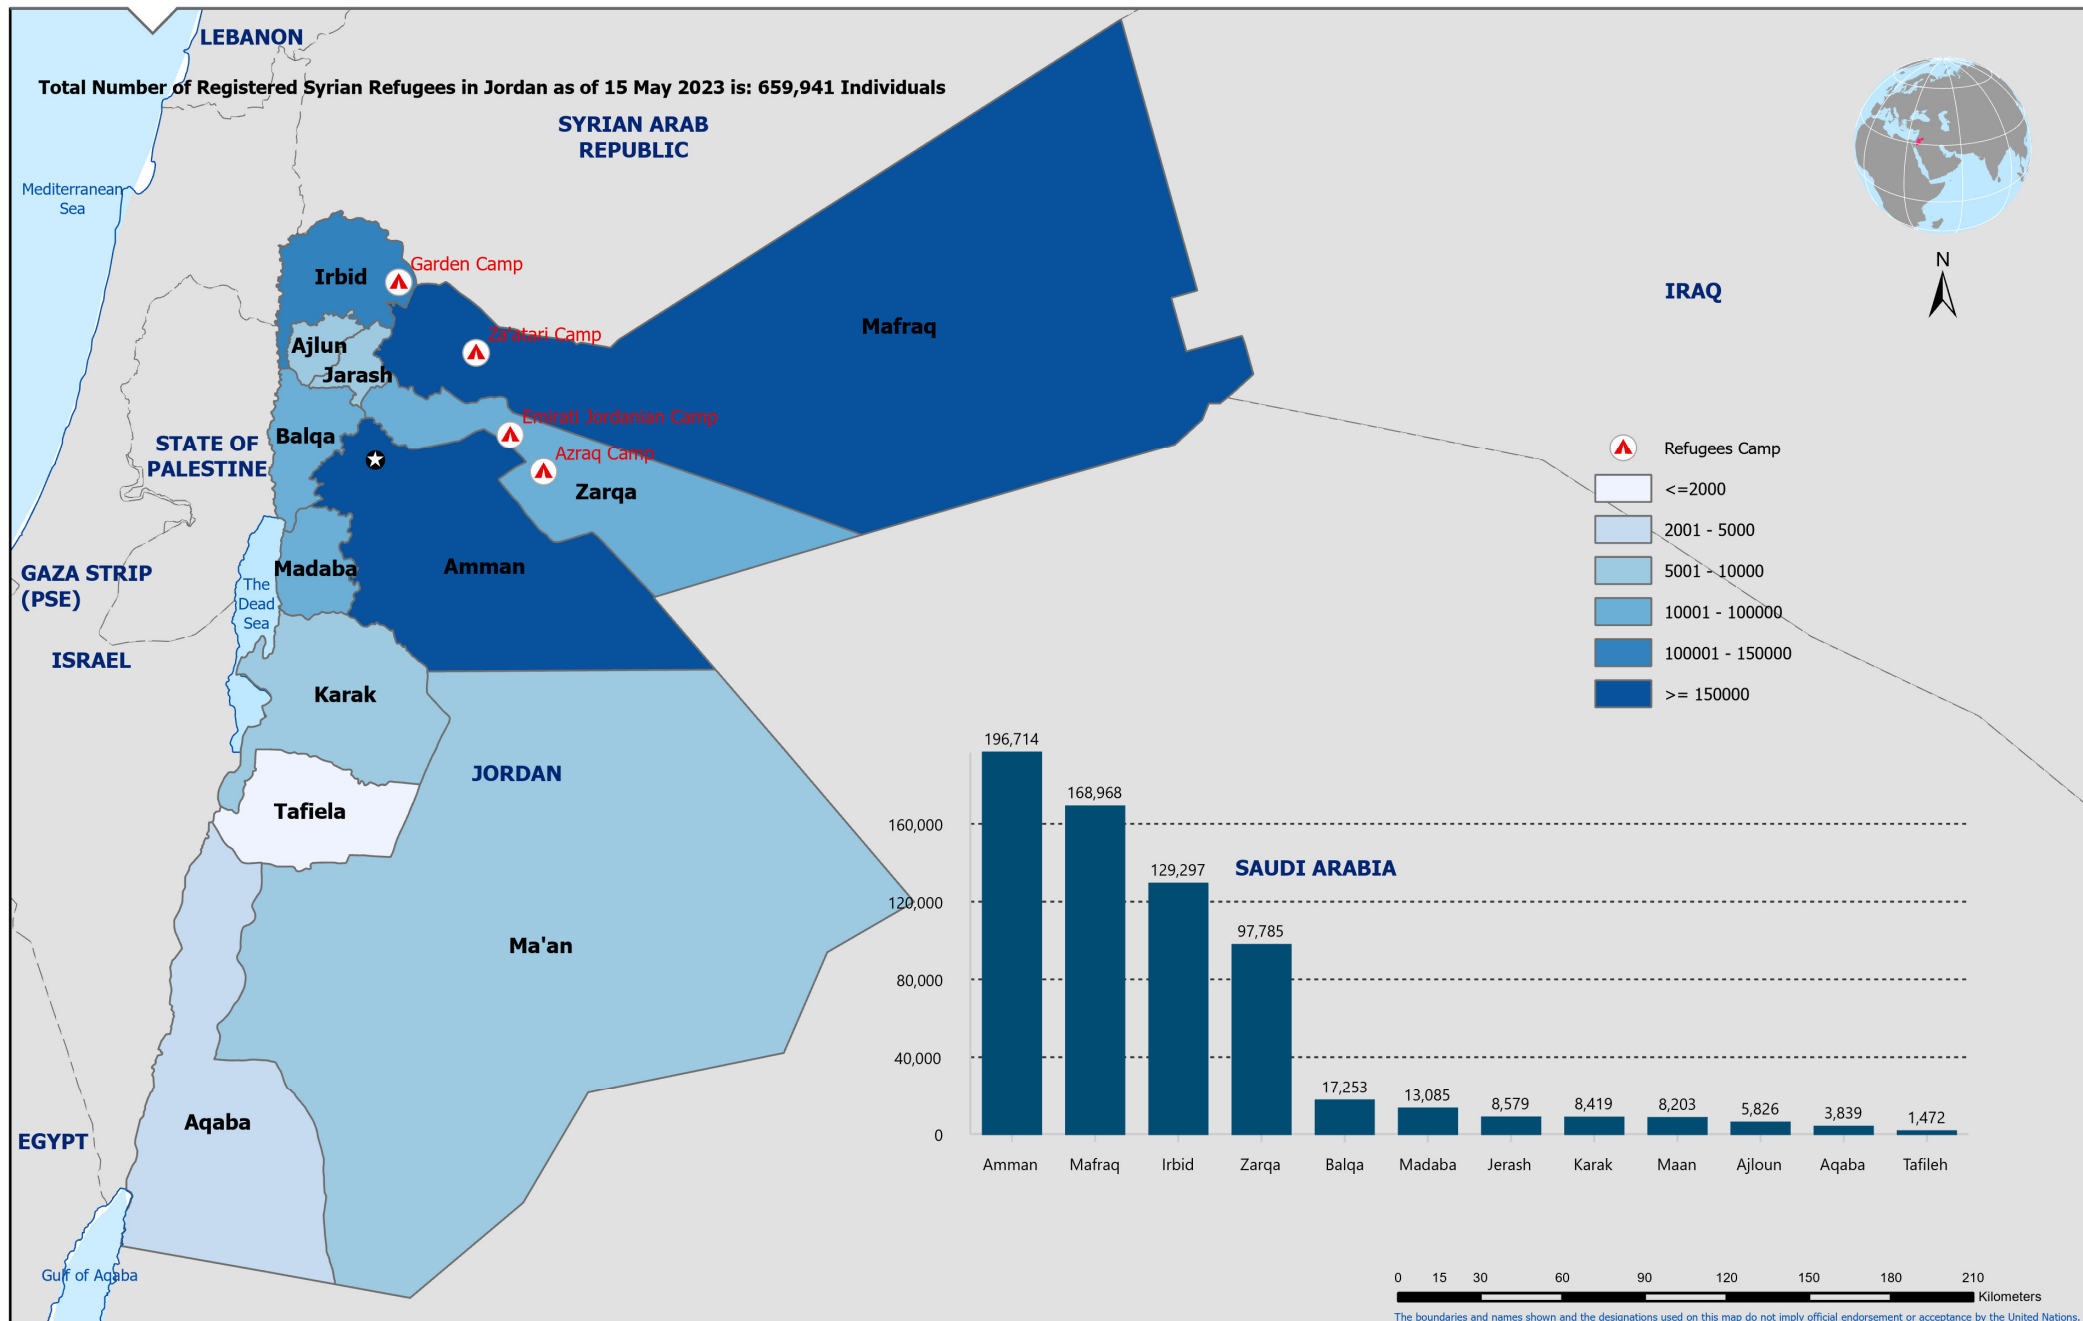 LEBANON
Total Number of Registered Syrian Refugees in Jordan as of 15 May 2023 is: 659,941 Individuals
SYRIAN ARAB
REPUBLIC
Mediterranean
Sea
Irbid
Garden Camp
Za'atari Camp
Mafraq
Ajlun
Jarash
Emirati Jordanian Camp
Balqa
Azraq Camp
Zarqa
STATE OF
PALESTINE
Madaba
Amman
GAZA STRIP
(PSE)
The
Dead
Sea
ISRAEL
Karak
JORDAN
Tafiela
Ma'an
Aqaba
EGYPT
Gulf of Aqaba
N
IRAQ
Refugees Camp
<=2000
2001 - 5000
5001 - 10000
10001 - 100000
100001 - 150000
>= 150000
SAUDI ARABIA
160,000
120,000
80,000
40,000
0
196,714
168,968
129,297
97,785
17,253
13,085
8,579
8,419
8,203
5,826
3,839
1,472
Amman Mafraq Irbid Zarqa Balqa Madaba Jerash Karak Maan Ajloun Aqaba Tafileh
0 15 30 60 90 120 150 180 210
Kilometers
The boundaries and names shown and the designations used on this map do not imply official endorsement or acceptance by the United Nations.